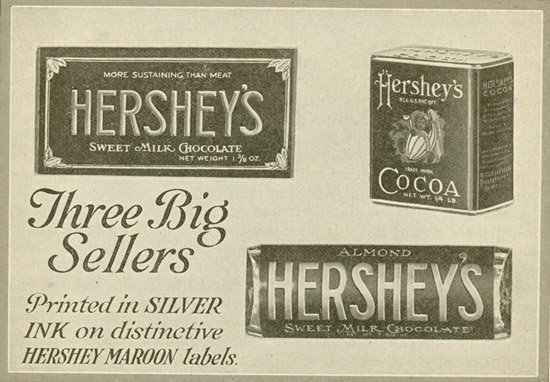 MORE SUSTAINING THAN MEAT
HERSHEY'S
SWEET MILK CHOCOLATE
NET WEIGHT 1 3/8 OZ.
Hershey's
REG. U.S. PAT. OFF.
TRADE MARK
COCOA
NET WT. 1/4 LB
HERSHEY'S
COCOA
Three Big
Sellers
Printed in SILVER
INK on distinctive
HERSHEY MAROON labels.
ALMOND
HERSHEY'S
SWEET MILK CHOCOLATE